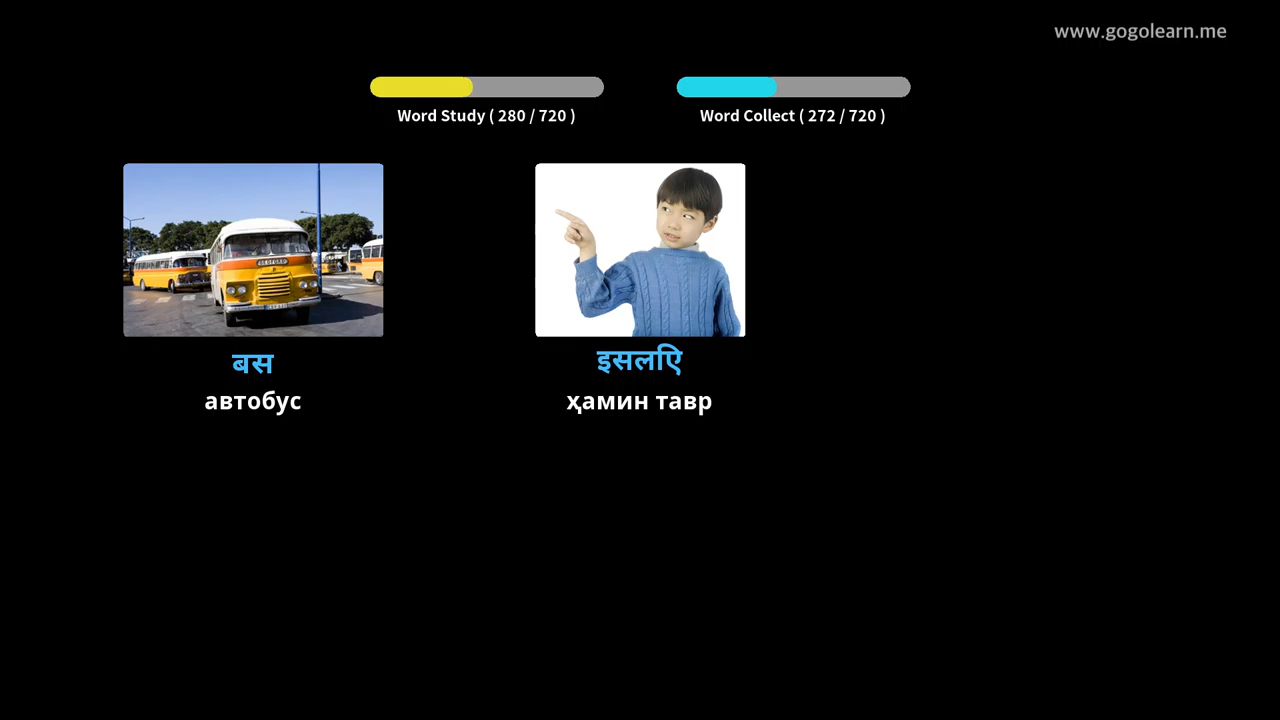 www.gogolearn.me
Word Study ( 280 / 720 )
Word Collect ( 272 / 720 )
बस
इसलिए
автобус
ҳамин тавр